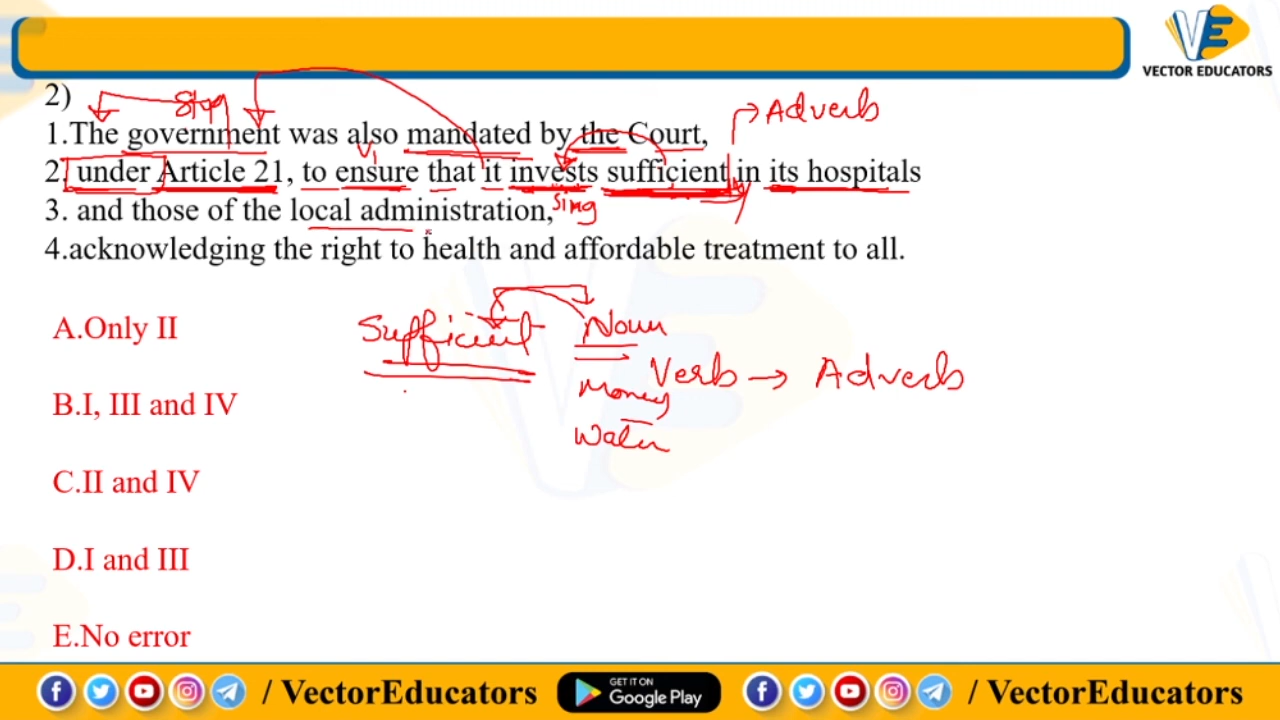 VECTOR EDUCATORS
2)
Stop
Adverb
1.The government was also mandated by the Court,
V1
2. under Article 21, to ensure that it invests sufficient in its hospitals
ly
Sing
3. and those of the local administration,
4.acknowledging the right to health and affordable treatment to all.
A.Only II
Sufficient Noun
Verb → Adverb
Money
B.I, III and IV
Water
C.II and IV
D.I and III
E.No error
/ VectorEducators
GET IT ON
Google Play
/ VectorEducators